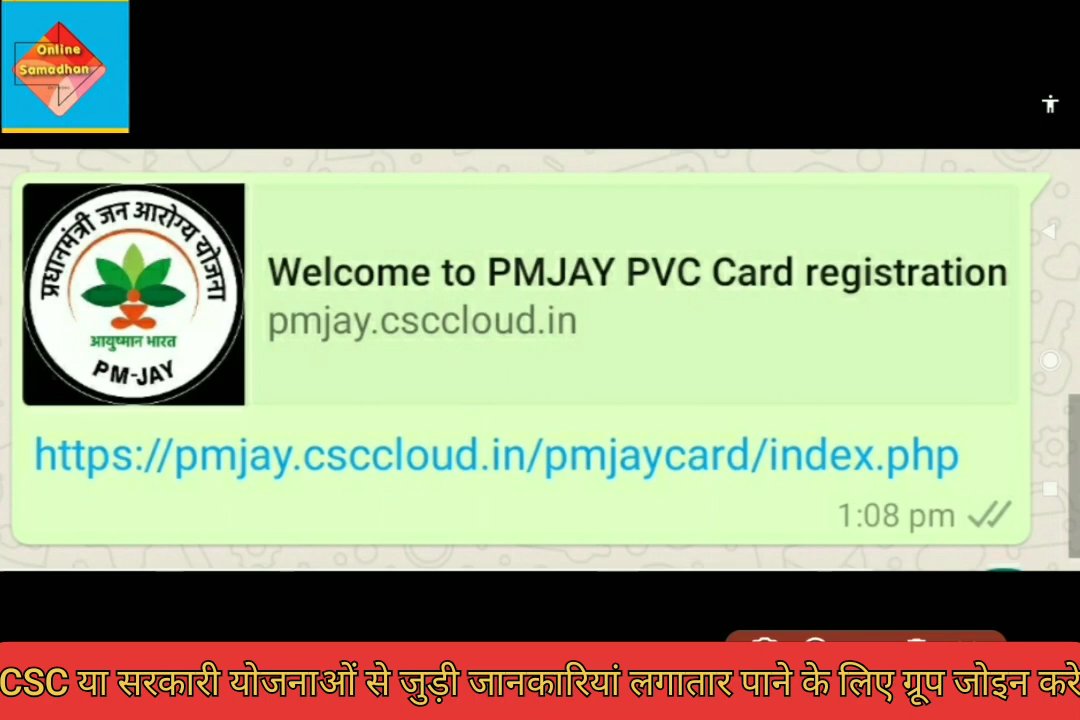 Online
Samadhan
प्रधानमंत्री जन आरोग्य योजना
आयुष्मान भारत
PM-JAY
Welcome to PMJAY PVC Card registration
pmjay.csccloud.in
https://pmjay.csccloud.in/pmjaycard/index.php
1:08 pm
CSC या सरकारी योजनाओं से जुड़ी जानकारियां लगातार पाने के लिए ग्रूप जोइन करे